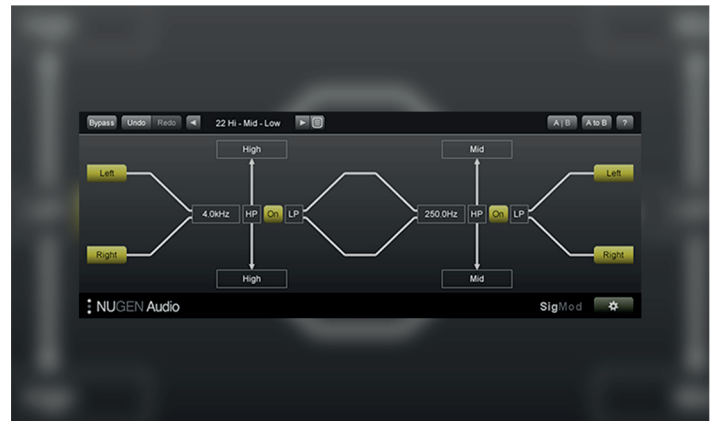 Bypass Undo Redo 22 Hi - Mid - Low A | B A to B ?
High Mid
Left Left
4.0kHz HP On LP 250.0Hz HP On LP
Right Right
High Mid
NUGEN Audio SigMod